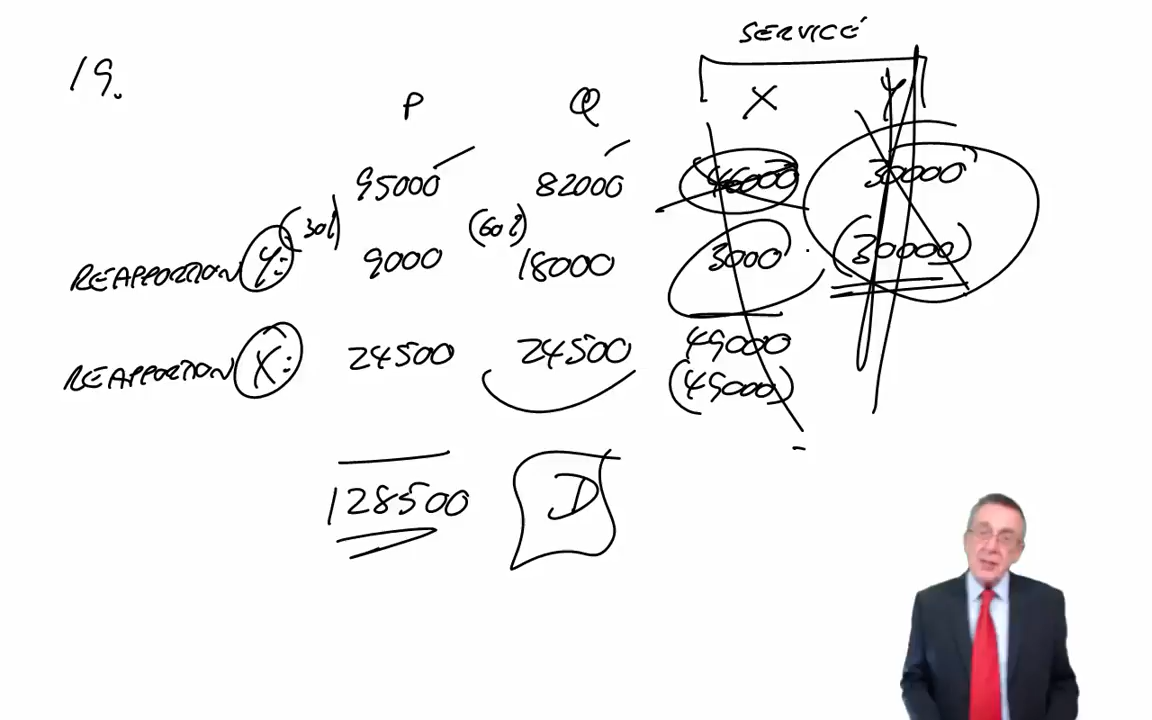 SERVICE
19.
P Q X Y
95000 82000 46000 30000
(30%) (60%)
REAPPORTION Y: 9000 18000 3000 (30000)
49000
REAPPORTION X: 24500 24500 (49000)
-
128500 D